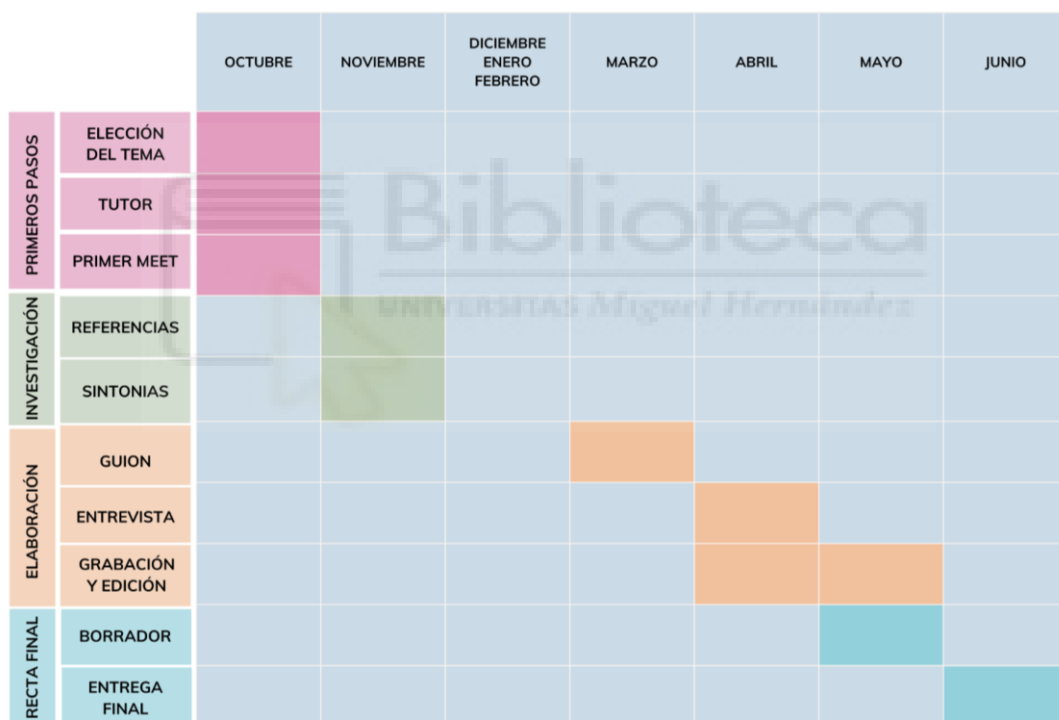 OCTUBRE
NOVIEMBRE
DICIEMBRE
ENERO
FEBRERO
MARZO
ABRIL
MAYO
JUNIO
PRIMEROS PASOS
ELECCIÓN
DEL TEMA
TUTOR
PRIMER MEET
INVESTIGACIÓN
REFERENCIAS
SINTONIAS
ELABORACIÓN
GUION
ENTREVISTA
GRABACIÓN
Y EDICIÓN
RECTA FINAL
BORRADOR
ENTREGA
FINAL
Biblioteca
UNIVERSITAS Miguel Hernández